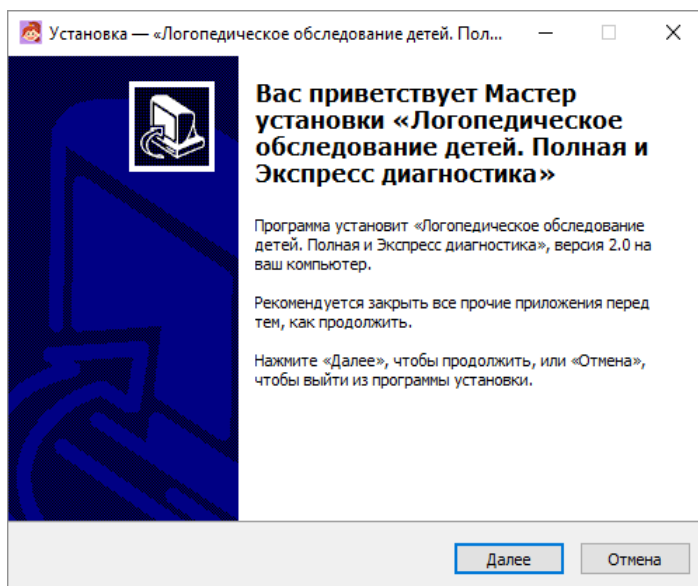 Установка — «Логопедическое обследование детей. Пол...
Вас приветствует Мастер
установки «Логопедическое
обследование детей. Полная и
Экспресс диагностика»
Программа установит «Логопедическое обследование
детей. Полная и Экспресс диагностика», версия 2.0 на
ваш компьютер.
Рекомендуется закрыть все прочие приложения перед
тем, как продолжить.
Нажмите «Далее», чтобы продолжить, или «Отмена»,
чтобы выйти из программы установки.
Далее
Отмена